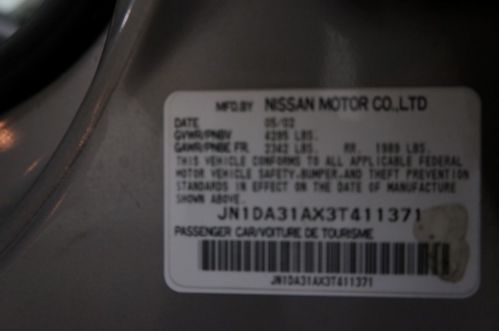 MFD.BY NISSAN MOTOR CO.,LTD
DATE 05/02
GVWR/PNBV 4285 LBS.
GAWR/PNBE FR. 2342 LBS. RR. 1989 LBS.
THIS VEHICLE CONFORMS TO ALL APPLICABLE FEDERAL
MOTOR VEHICLE SAFETY,BUMPER,AND THEFT PREVENTION
STANDARDS IN EFFECT ON THE DATE OF MANUFACTURE
SHOWN ABOVE.
JN1DA31AX3T411371
PASSENGER CAR/VOITURE DE TOURISME
JN1DA31AX3T411371